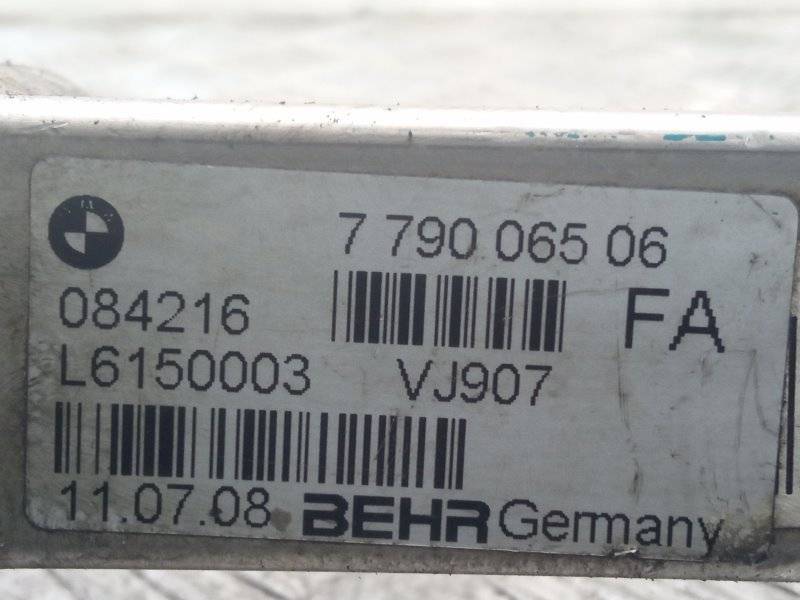 7 790 065 06
084216
FA
L6150003 VJ907
11.07.08 BEHR Germany